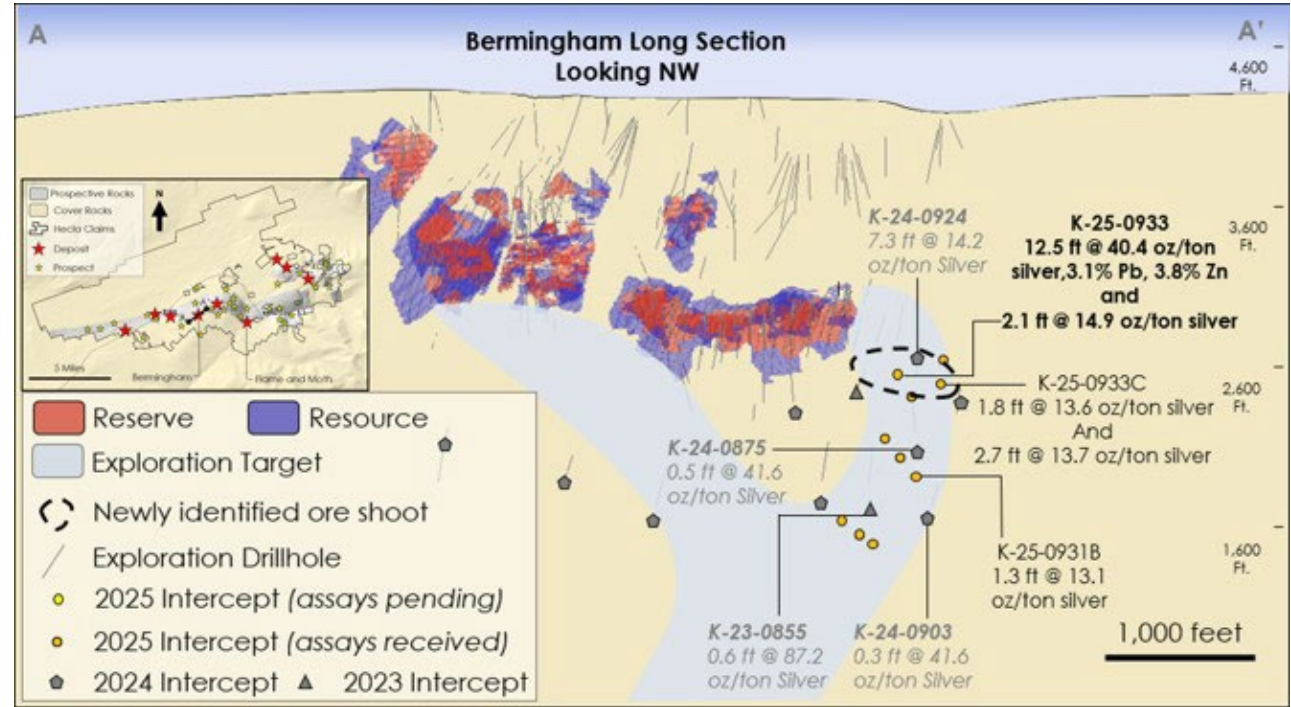 A
A'
Bermingham Long Section
Looking NW
4,600
Ft.
3,600
Ft.
2,600
Ft.
1,600
Ft.
Prospective Rocks
Cover Rocks
Hecla Claims
Deposit
Prospect
N
5 Miles
Bermingham
Flame and Moth
K-24-0924
7.3 ft @ 14.2
oz/ton Silver
K-25-0933
12.5 ft @ 40.4 oz/ton
silver,3.1% Pb, 3.8% Zn
and
2.1 ft @ 14.9 oz/ton silver
K-25-0933C
1.8 ft @ 13.6 oz/ton silver
And
2.7 ft @ 13.7 oz/ton silver
K-24-0875
0.5 ft @ 41.6
oz/ton Silver
K-25-0931B
1.3 ft @ 13.1
oz/ton silver
K-23-0855
0.6 ft @ 87.2
oz/ton Silver
K-24-0903
0.3 ft @ 41.6
oz/ton Silver
1,000 feet
Reserve
Resource
Exploration Target
Newly identified ore shoot
Exploration Drillhole
2025 Intercept (assays pending)
2025 Intercept (assays received)
2024 Intercept
2023 Intercept